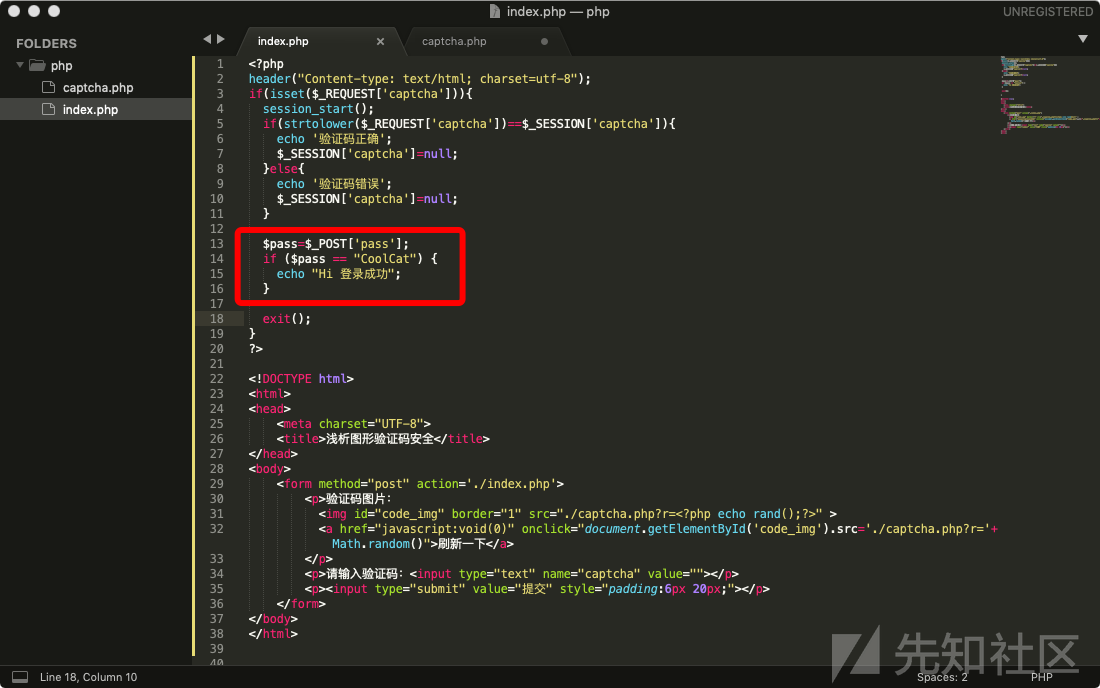 index.php — php
UNREGISTERED
FOLDERS
php
captcha.php
index.php
index.php
captcha.php
1 <?php
2 header("Content-type: text/html; charset=utf-8");
3 if(isset($_REQUEST['captcha'])){
4 session_start();
5 if(strtolower($_REQUEST['captcha'])==$_SESSION['captcha']){
6 echo '验证码正确';
7 $_SESSION['captcha']=null;
8 }else{
9 echo '验证码错误';
10 $_SESSION['captcha']=null;
11 }
12
13 $pass=$_POST['pass'];
14 if ($pass == "CoolCat") {
15 echo "Hi 登录成功";
16 }
17
18 exit();
19 }
20 ?>
21
22 <!DOCTYPE html>
23 <html>
24 <head>
25 <meta charset="UTF-8">
26 <title>浅析图形验证码安全</title>
27 </head>
28 <body>
29 <form method="post" action='./index.php'>
30 <p>验证码图片:
31 <img id="code_img" border="1" src="./captcha.php?r=<?php echo rand();?>" >
32 <a href="javascript:void(0)" onclick="document.getElementById('code_img').src='./captcha.php?r='+
Math.random()">刷新一下</a>
33 </p>
34 <p>请输入验证码: <input type="text" name="captcha" value=""></p>
35 <p><input type="submit" value="提交" style="padding:6px 20px;"></p>
36 </form>
37 </body>
38 </html>
39
40
先知社区
Line 18, Column 10
Spaces: 2
PHP